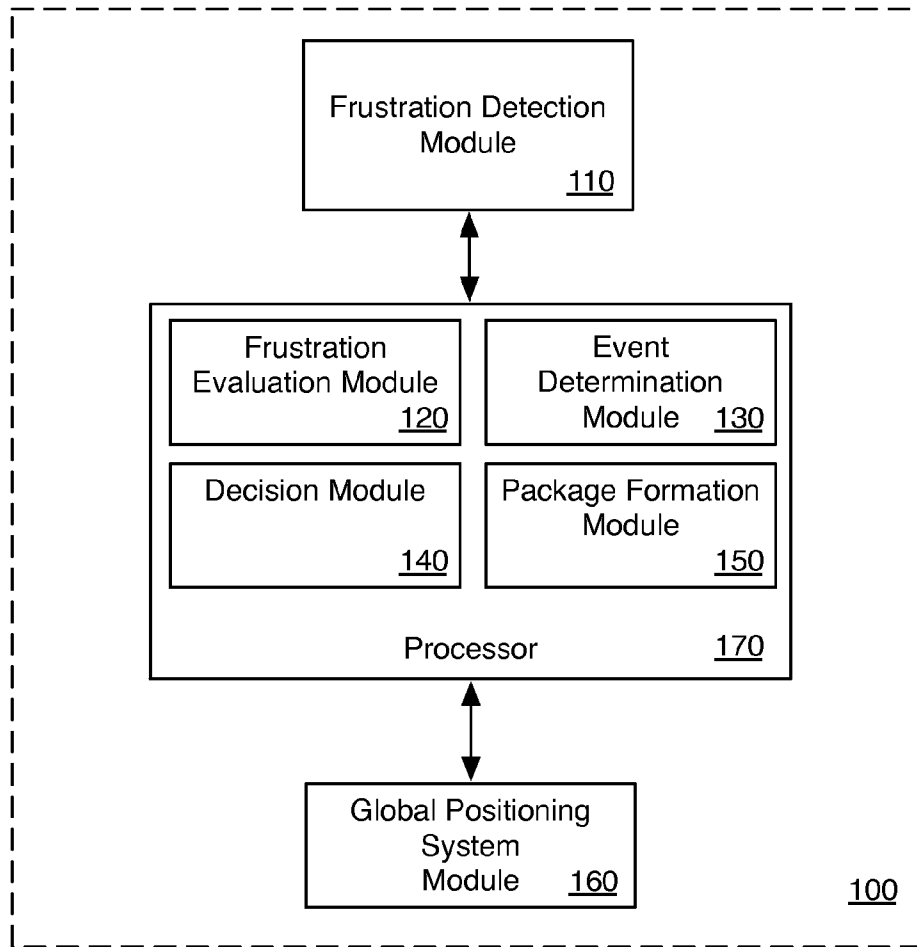 Frustration Detection
Module
110
Frustration
Evaluation Module
120
Event
Determination
Module 130
Decision Module
140
Package Formation
Module
150
Processor 170
Global Positioning
System
Module 160
100